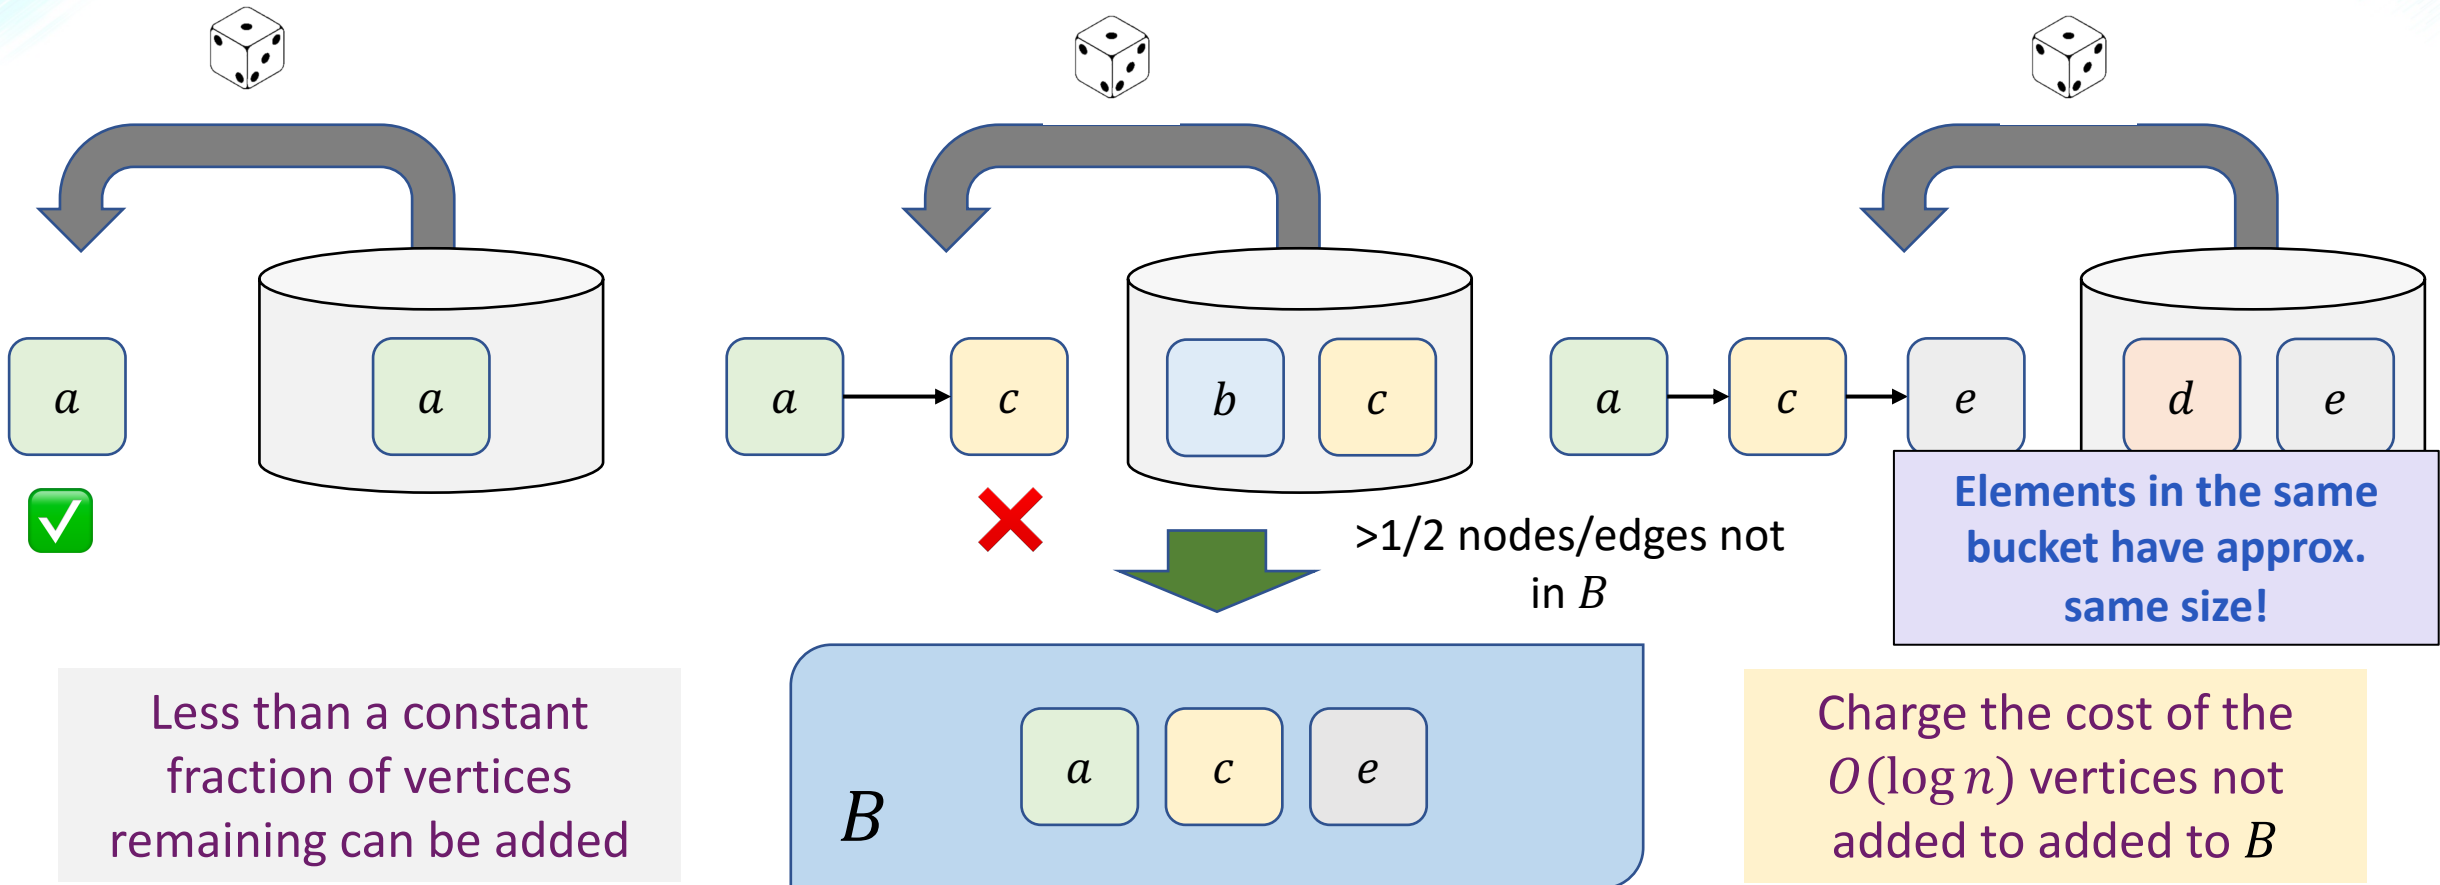 a
a
a
c
b
c
a
c
e
d
e
>1/2 nodes/edges not
in B
Elements in the same
bucket have approx.
same size!
Less than a constant
fraction of vertices
remaining can be added
B
a
c
e
Charge the cost of the
O(log n) vertices not
added to added to B